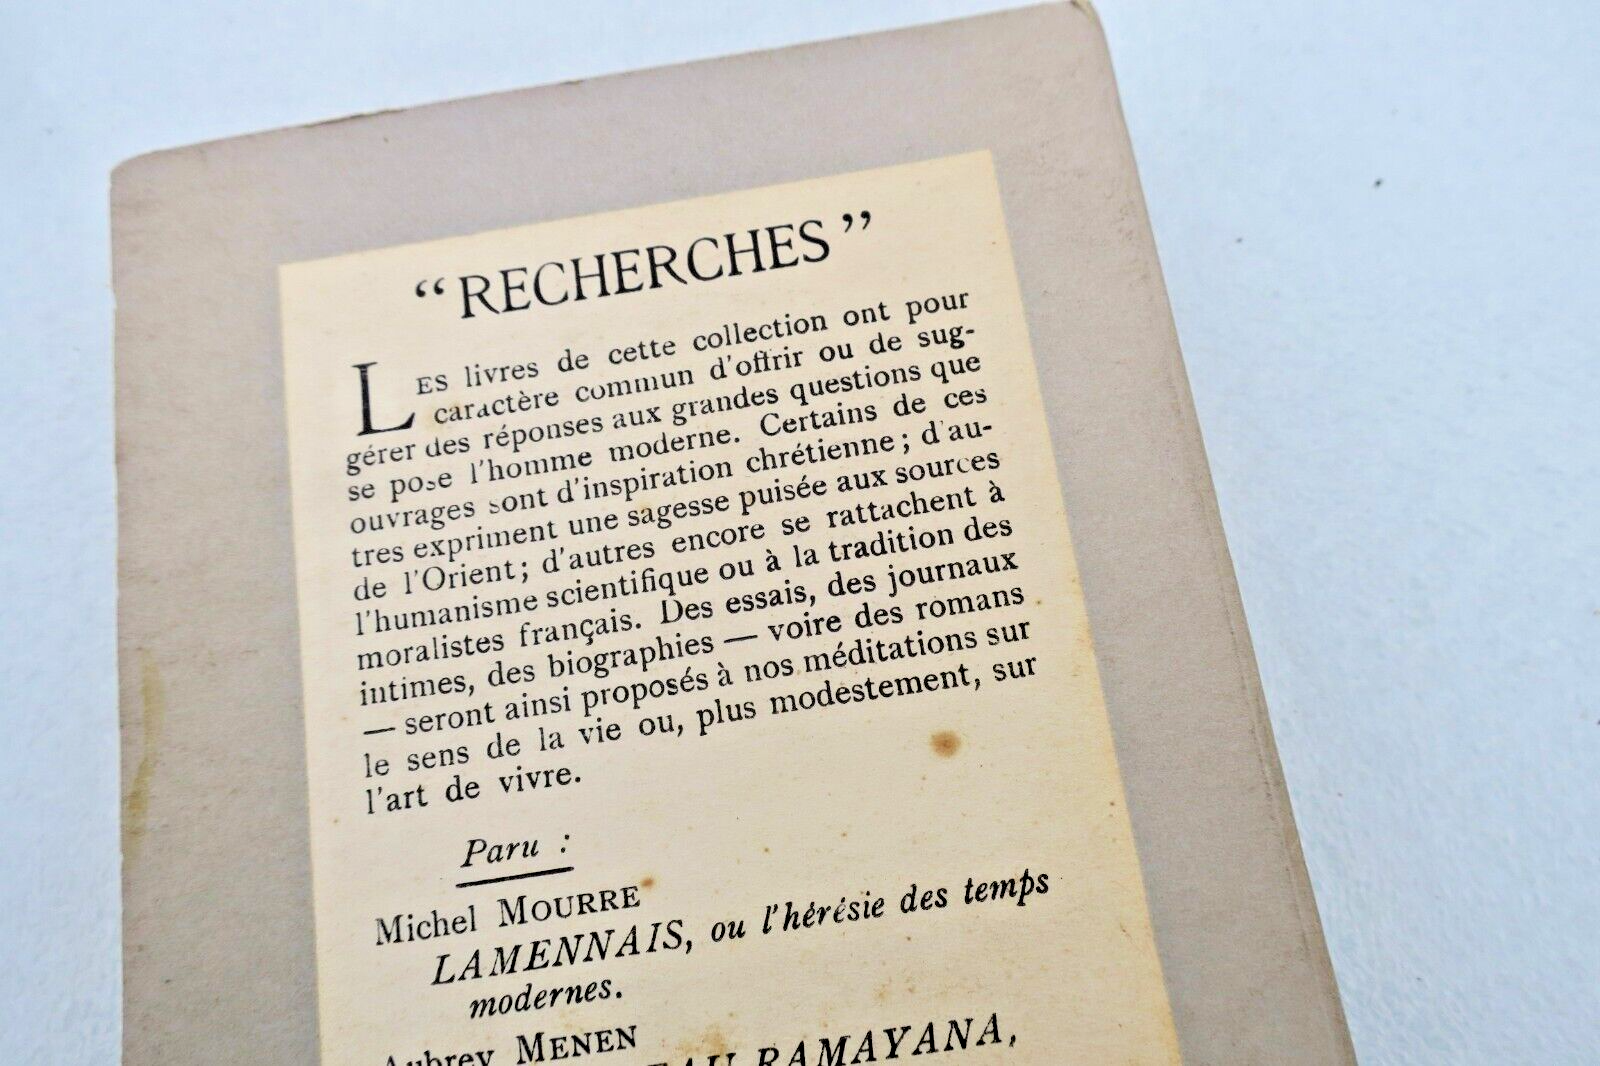 “RECHERCHES”
LES livres de cette collection ont pour
caractère commun d'offrir ou de sug-
gérer des réponses aux grandes questions que
se pose l'homme moderne. Certains de ces
ouvrages sont d'inspiration chrétienne ; d'au-
tres expriment une sagesse puisée aux sources
de l'Orient ; d'autres encore se rattachent à
l'humanisme scientifique ou à la tradition des
moralistes français. Des essais, des journaux
intimes, des biographies — voire des romans
— seront ainsi proposés à nos méditations sur
le sens de la vie ou, plus modestement, sur
l'art de vivre.
Paru :
Michel MOURRE
LAMENNAIS, ou l'hérésie des temps
modernes.
Aubrey MENEN
RAMAYANA,